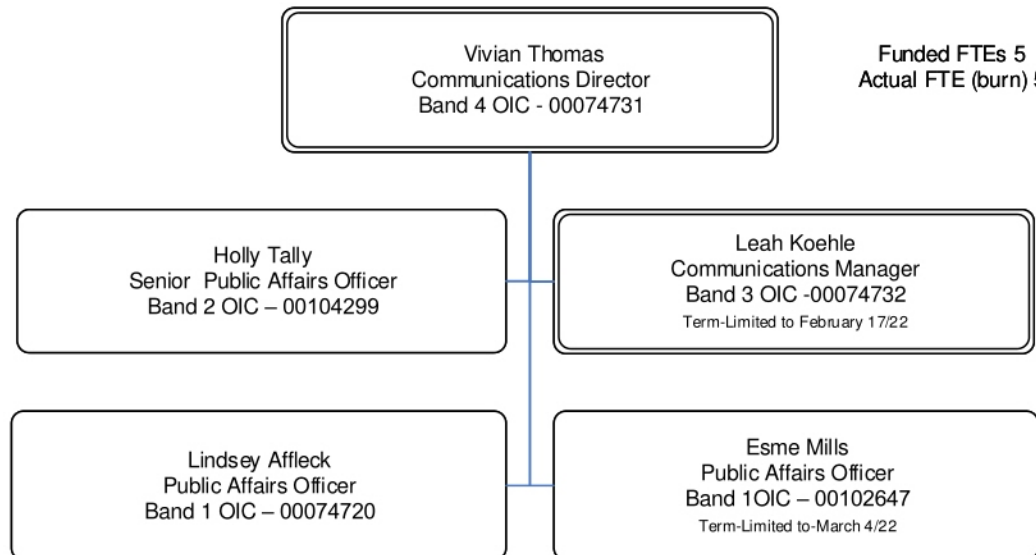 Vivian Thomas
Communications Director
Band 4 OIC - 00074731
Funded FTEs 5
Actual FTE (burn) 5
Holly Tally
Senior Public Affairs Officer
Band 2 OIC – 00104299
Leah Koehle
Communications Manager
Band 3 OIC -00074732
Term-Limited to February 17/22
Lindsey Affleck
Public Affairs Officer
Band 1 OIC – 00074720
Esme Mills
Public Affairs Officer
Band 1OIC – 00102647
Term-Limited to-March 4/22